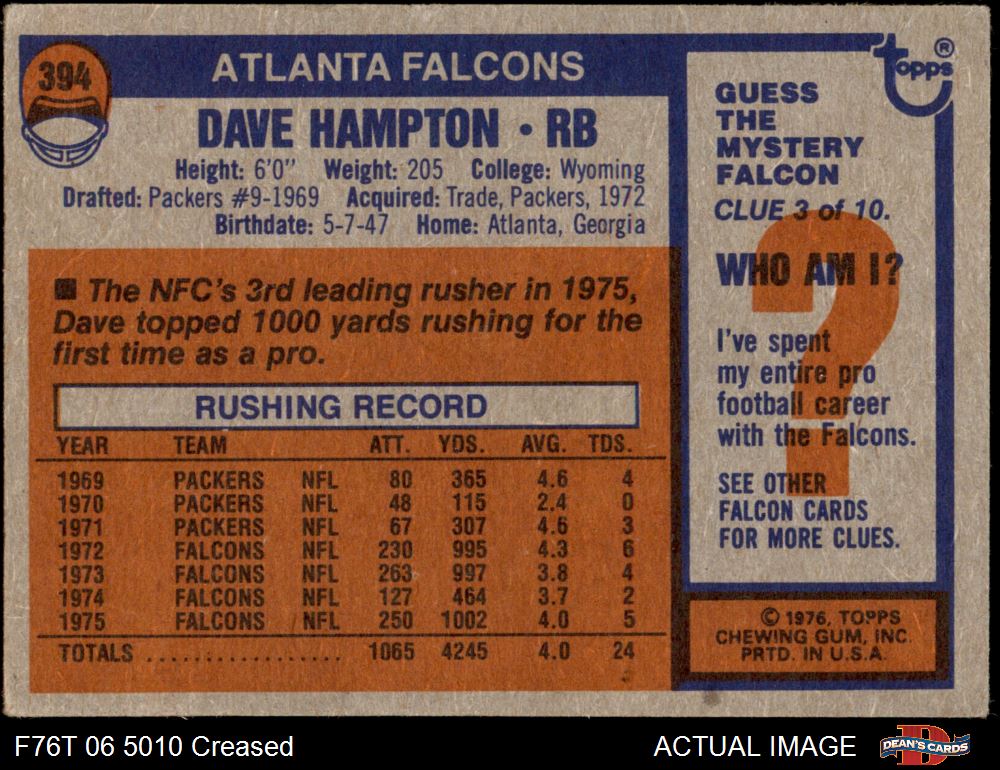 394
ATLANTA FALCONS
DAVE HAMPTON • RB
Height: 6'0" Weight: 205 College: Wyoming
Drafted: Packers #9-1969 Acquired: Trade, Packers, 1972
Birthdate: 5-7-47 Home: Atlanta, Georgia
■ The NFC's 3rd leading rusher in 1975,
Dave topped 1000 yards rushing for the
first time as a pro.
RUSHING RECORD
YEAR TEAM ATT. YDS. AVG. TDS.
1969 PACKERS NFL 80 365 4.6 4
1970 PACKERS NFL 48 115 2.4 0
1971 PACKERS NFL 67 307 4.6 3
1972 FALCONS NFL 230 995 4.3 6
1973 FALCONS NFL 263 997 3.8 4
1974 FALCONS NFL 127 464 3.7 2
1975 FALCONS NFL 250 1002 4.0 5
TOTALS .................. 1065 4245 4.0 24
topps®
GUESS
THE
MYSTERY
FALCON
CLUE 3 of 10.
WHO AM I?
?
I've spent
my entire pro
football career
with the Falcons.
SEE OTHER
FALCON CARDS
FOR MORE CLUES.
© 1976, TOPPS
CHEWING GUM, INC.
PRTD. IN U.S.A.
F76T 06 5010 Creased
ACTUAL IMAGE
DEAN'S CARDS